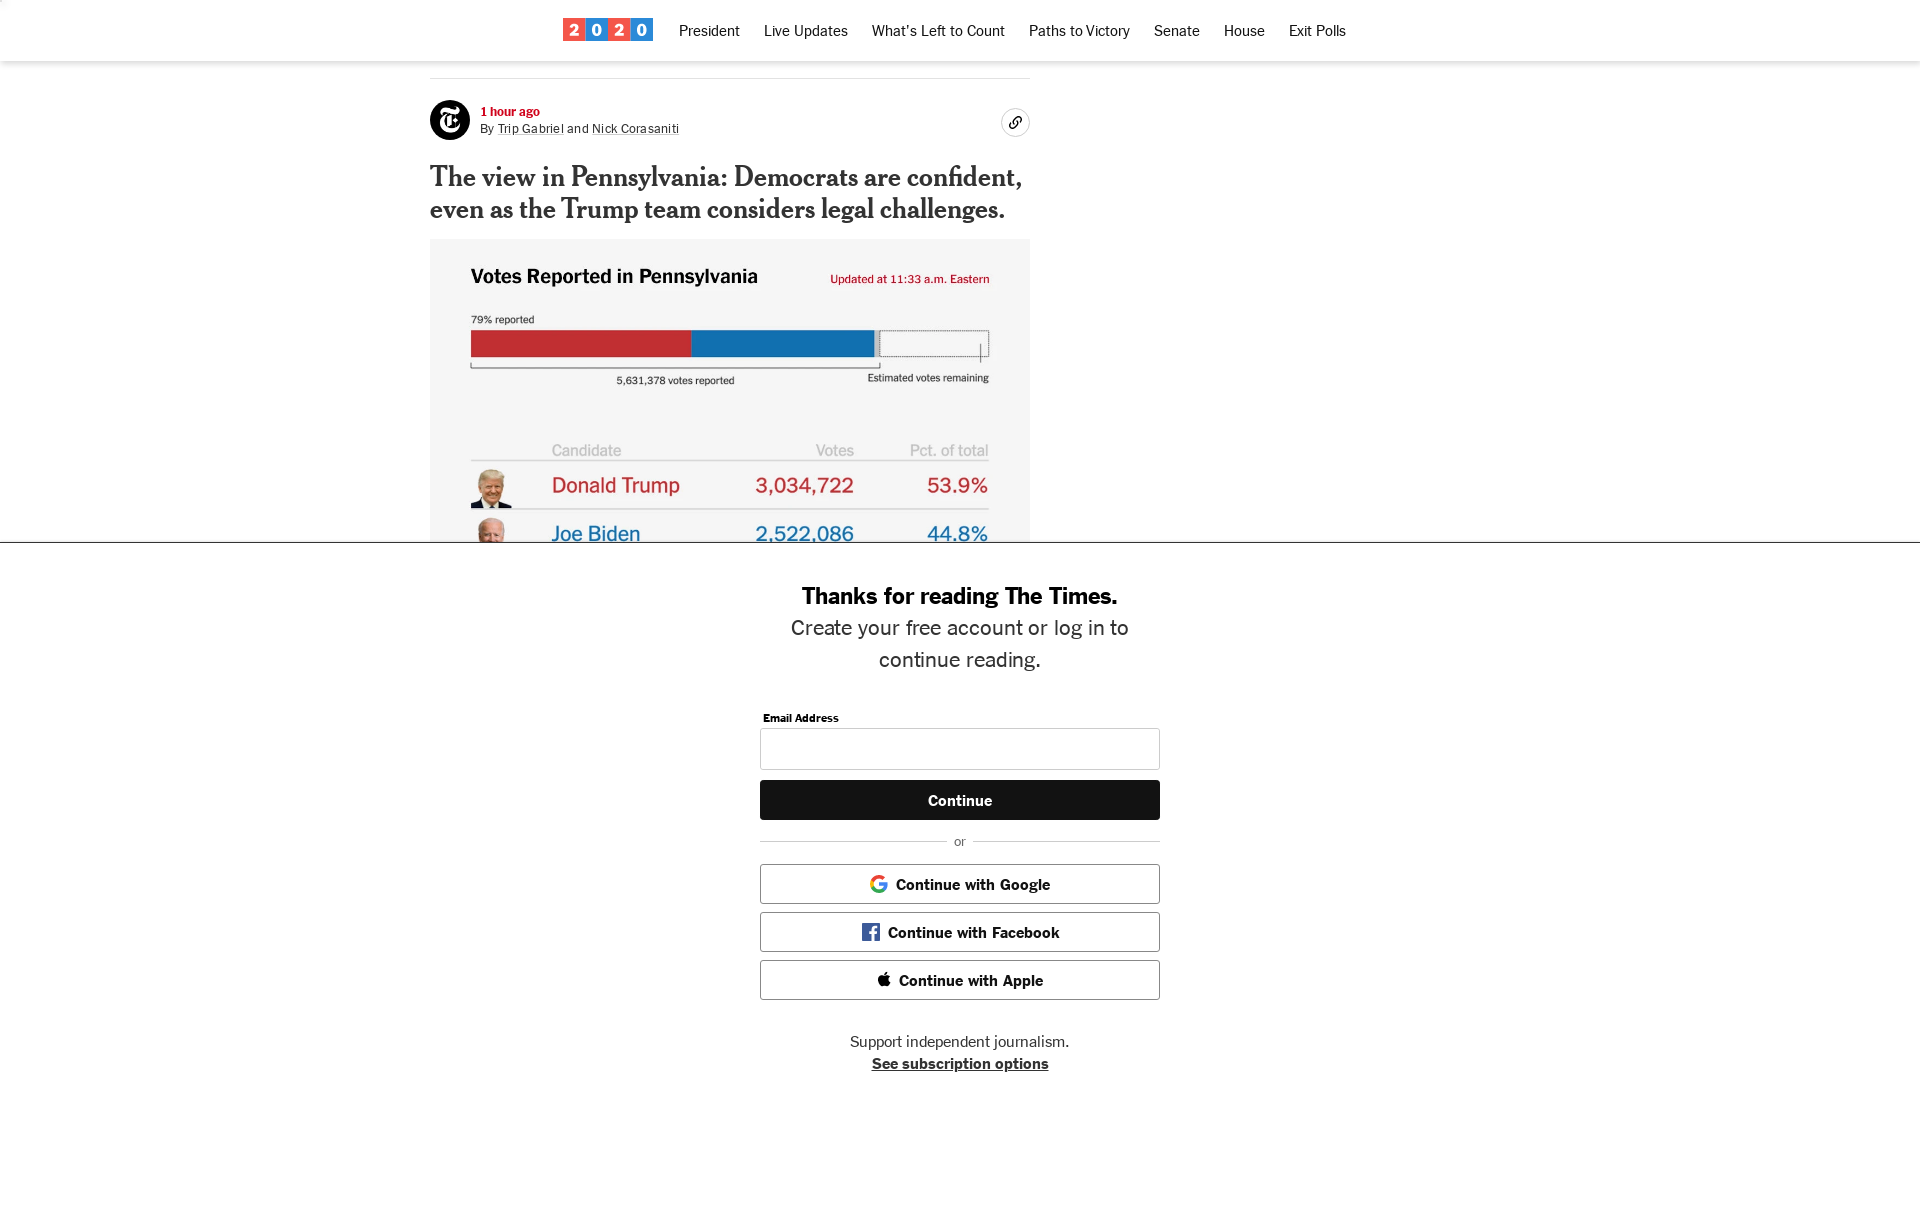 2020 President Live Updates What's Left to Count Paths to Victory Senate House Exit Polls
T
1 hour ago
By Trip Gabriel and Nick Corasaniti
The view in Pennsylvania: Democrats are confident,
even as the Trump team considers legal challenges.
Votes Reported in Pennsylvania Updated at 11:33 a.m. Eastern
79% reported
5,631,378 votes reported Estimated votes remaining
Candidate Votes Pct. of total
Donald Trump 3,034,722 53.9%
Joe Biden 2,522,086 44.8%
Thanks for reading The Times.
Create your free account or log in to
continue reading.
Email Address
Continue
or
Continue with Google
Continue with Facebook
Continue with Apple
Support independent journalism.
See subscription options